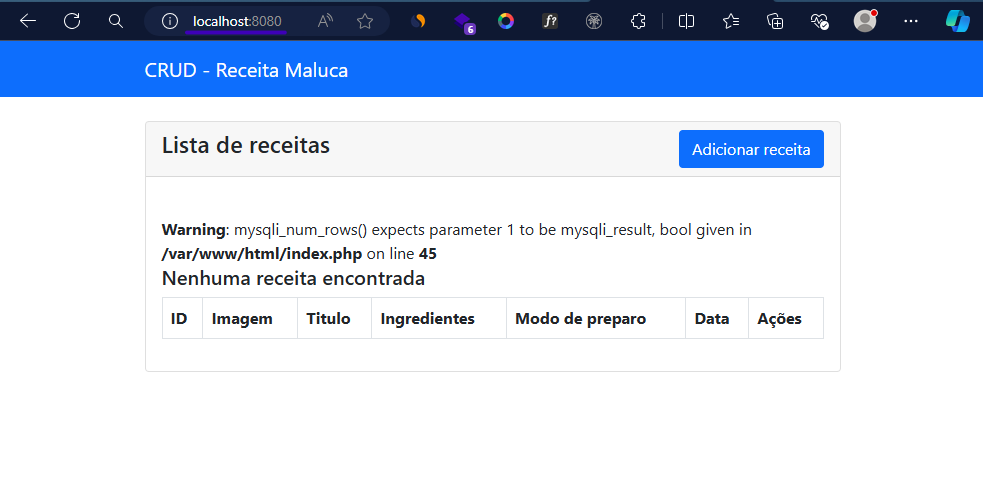 localhost:8080
6
f?
CRUD - Receita Maluca
Lista de receitas
Adicionar receita
Warning: mysqli_num_rows() expects parameter 1 to be mysqli_result, bool given in
/var/www/html/index.php on line 45
Nenhuma receita encontrada
ID Imagem Titulo Ingredientes Modo de preparo Data Ações